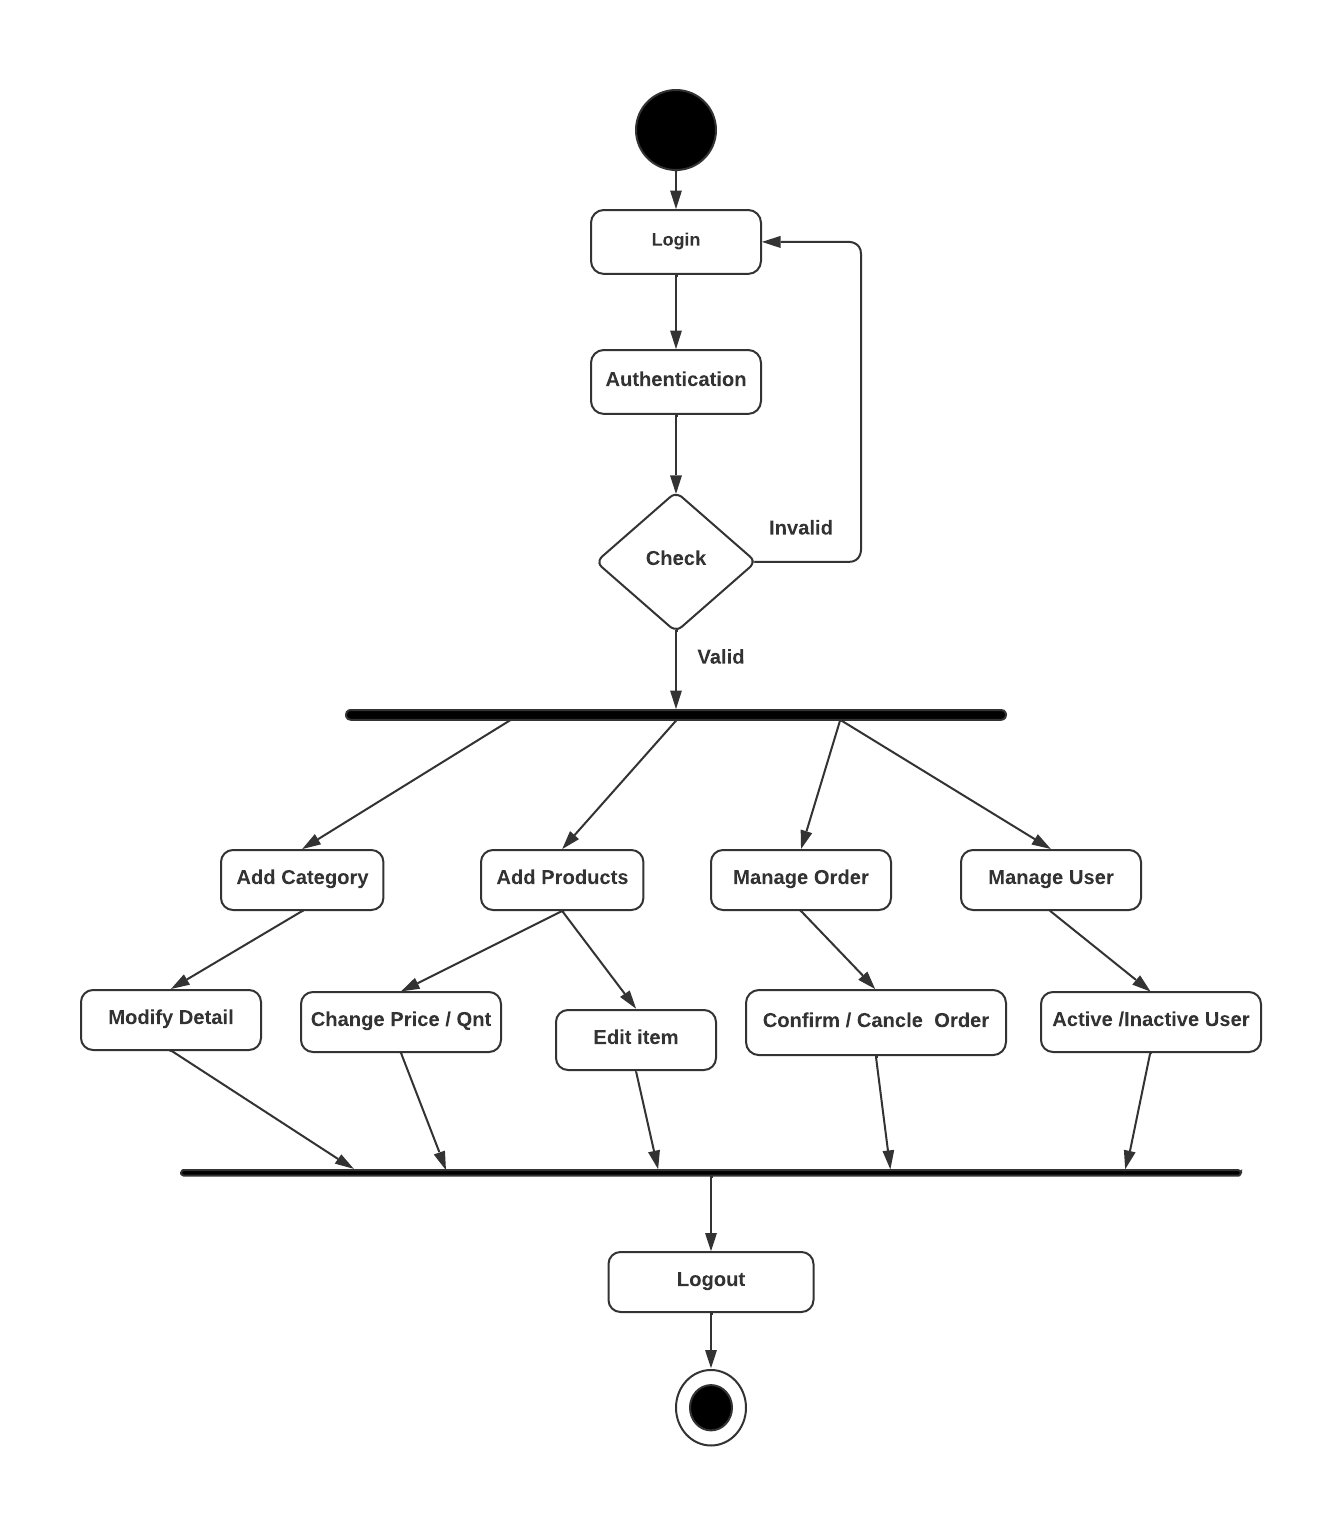 Login
Authentication
Check
Invalid
Valid
Add Category
Add Products
Manage Order
Manage User
Modify Detail
Change Price / Qnt
Edit item
Confirm / Cancle  Order
Active /Inactive User
Logout